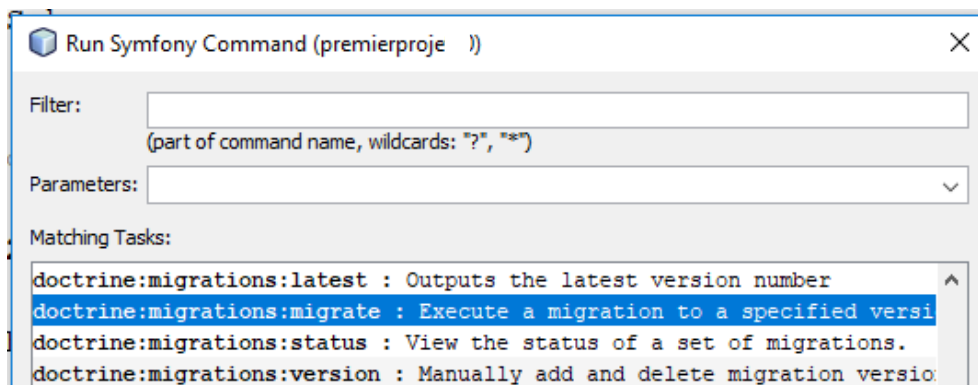 Run Symfony Command (premierproje
Filter:
(part of command name, wildcards: "?", "*")
Parameters:
Matching Tasks:
doctrine:migrations:latest : Outputs the latest version number
doctrine:migrations:migrate : Execute a migration to a specified versi
doctrine:migrations:status : View the status of a set of migrations.
doctrine:migrations:version : Manually add and delete migration versio